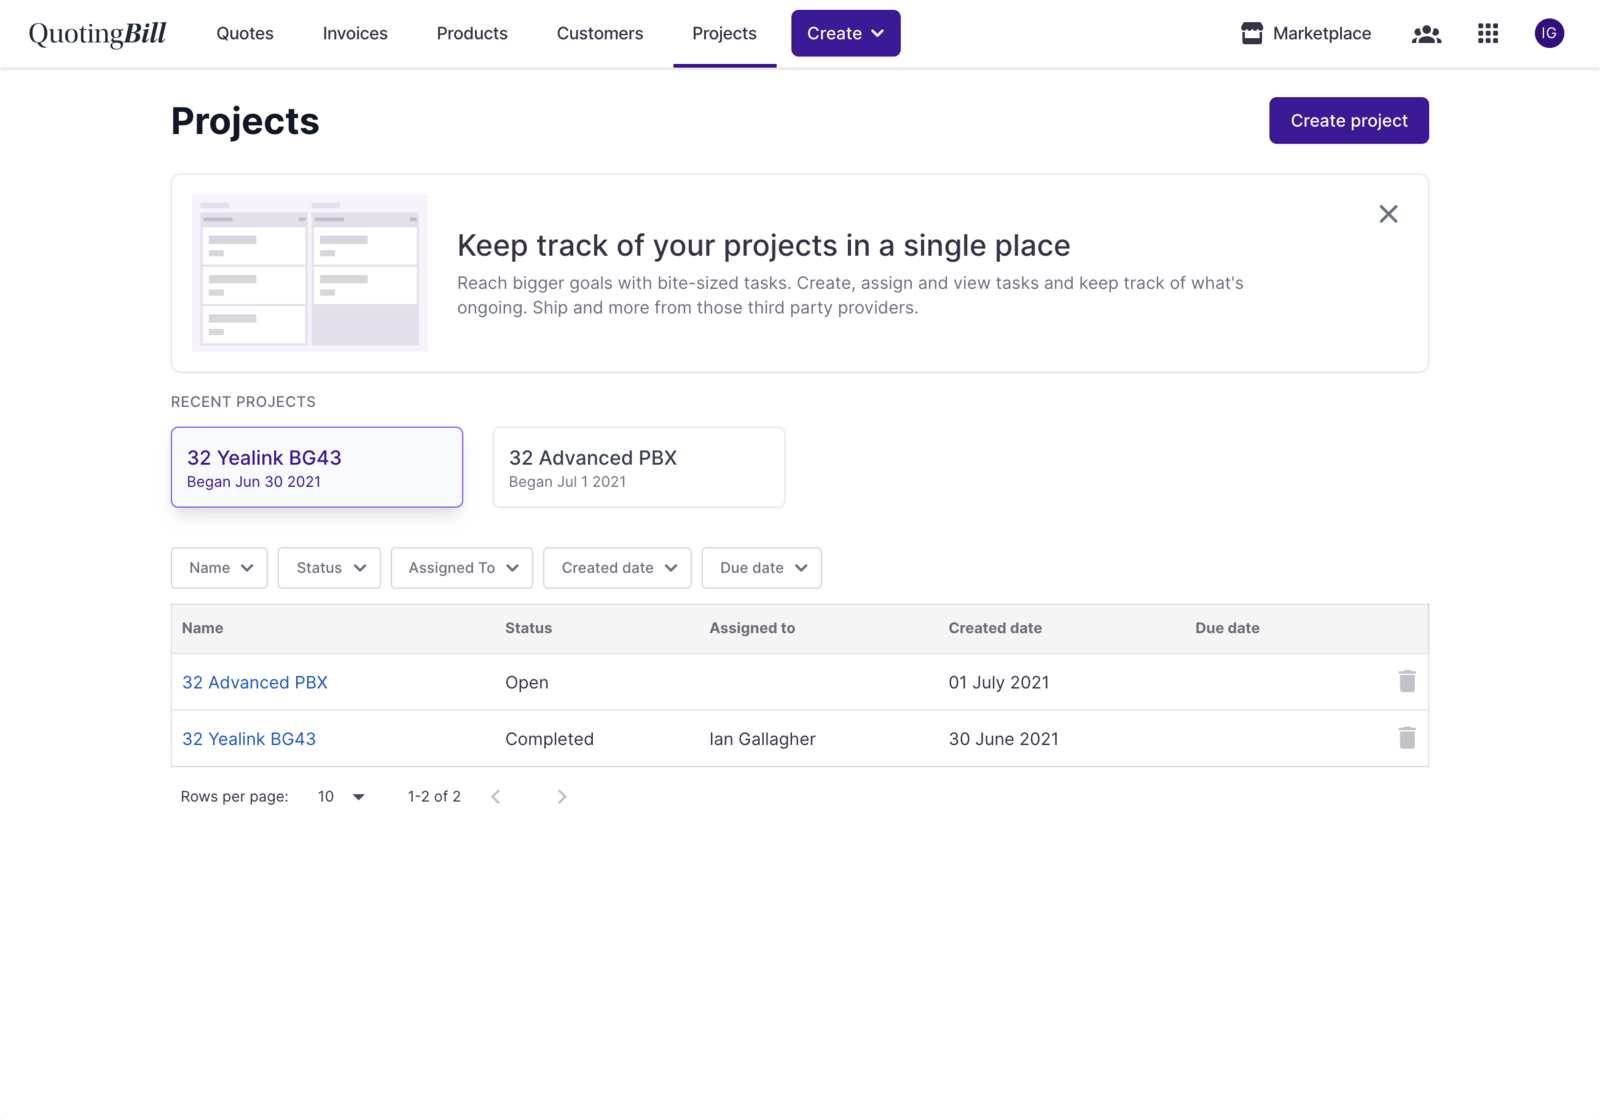 QuotingBill
Quotes
Invoices
Products
Customers
Projects
Create
Marketplace
IG
Projects
Create project
Keep track of your projects in a single place
Reach bigger goals with bite-sized tasks. Create, assign and view tasks and keep track of what's
ongoing. Ship and more from those third party providers.
RECENT PROJECTS
32 Yealink BG43
Began Jun 30 2021
32 Advanced PBX
Began Jul 1 2021
Name
Status
Assigned To
Created date
Due date
Name Status Assigned to Created date Due date
32 Advanced PBX Open 01 July 2021
32 Yealink BG43 Completed Ian Gallagher 30 June 2021
Rows per page: 10 1-2 of 2